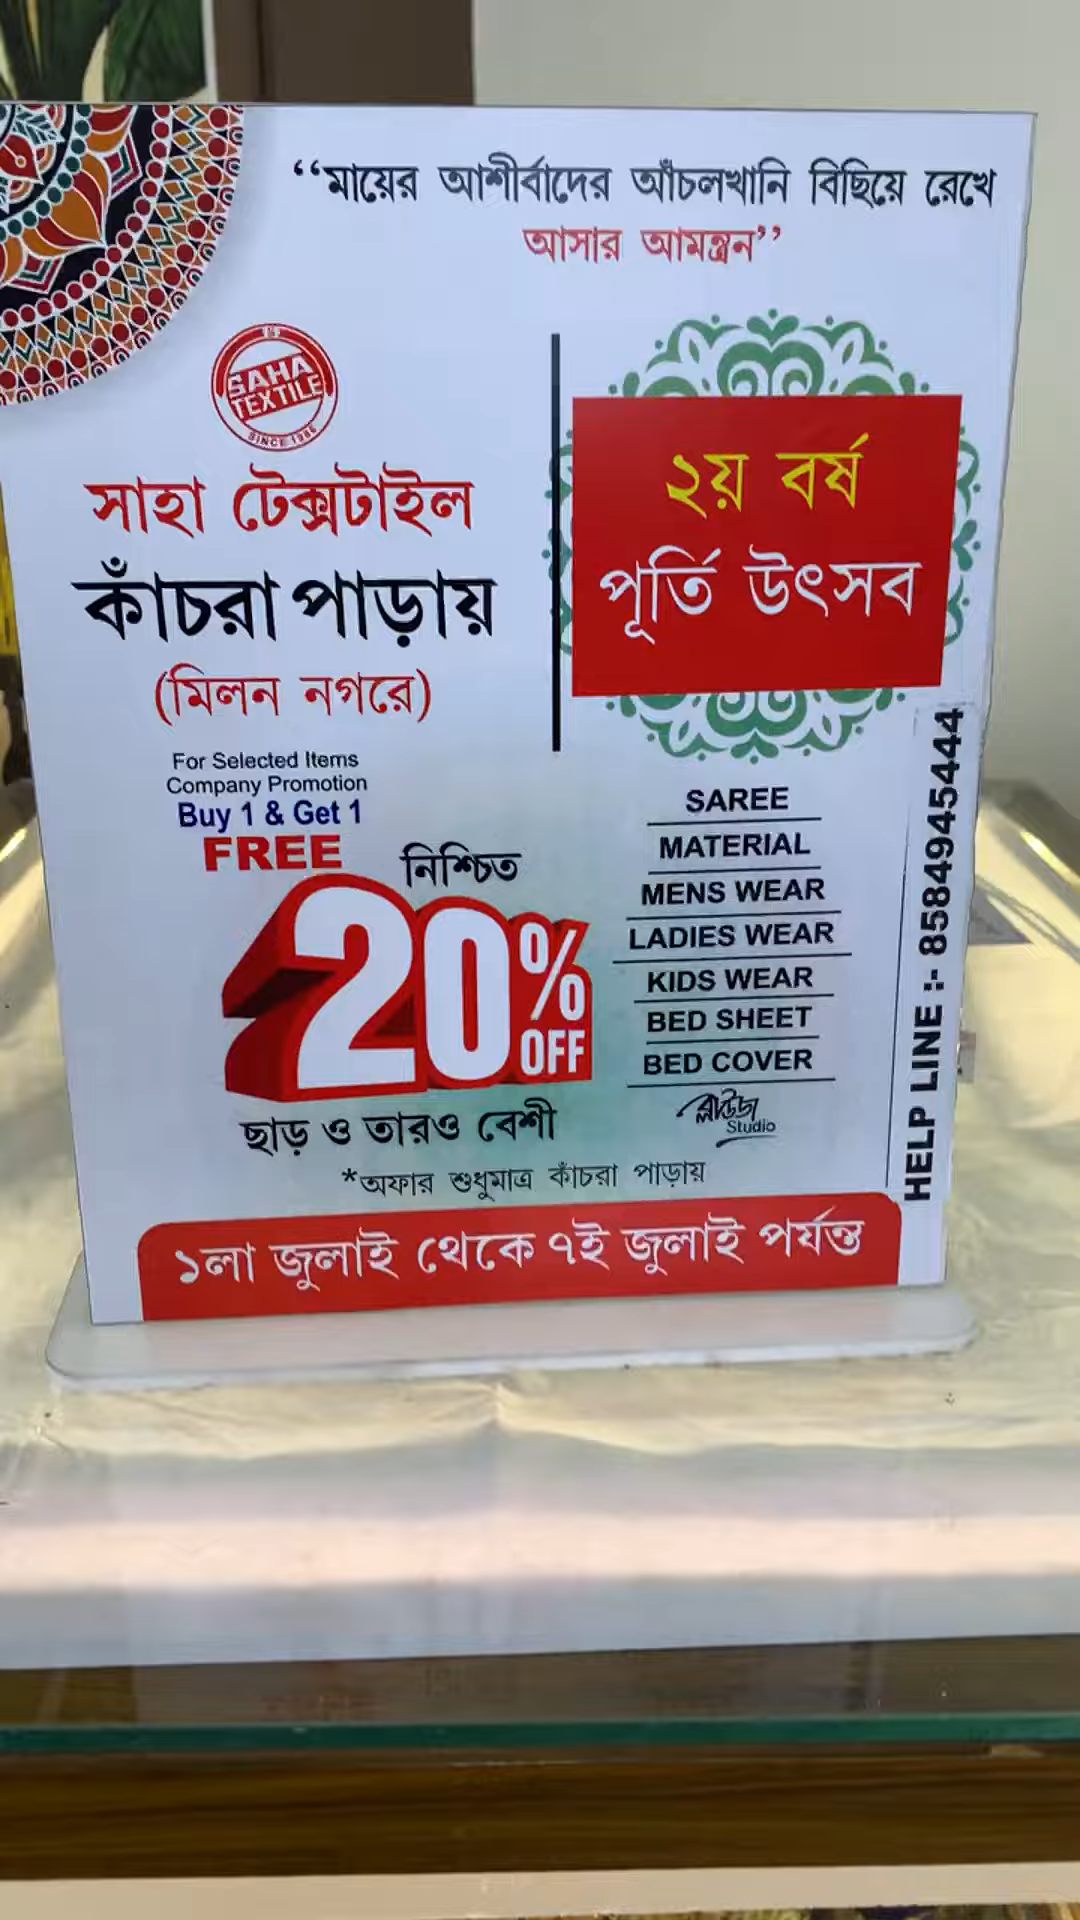 “মায়ের আশীর্বাদের আঁচলখানি বিছিয়ে রেখে
আসার আমন্ত্রন”
SAHA
TEXTILE
SINCE 1986
সাহা টেক্সটাইল
কাঁচরা পাড়ায়
(মিলন নগরে)
২য় বর্ষ
পূর্তি উৎসব
For Selected Items
Company Promotion
Buy 1 & Get 1
FREE
নিশ্চিত
20%
OFF
ছাড় ও তারও বেশী
SAREE
MATERIAL
MENS WEAR
LADIES WEAR
KIDS WEAR
BED SHEET
BED COVER
ব্লাউজ
Studio
HELP LINE :- 8584945444
*অফার শুধুমাত্র কাঁচরা পাড়ায়
১লা জুলাই থেকে ৭ই জুলাই পর্যন্ত